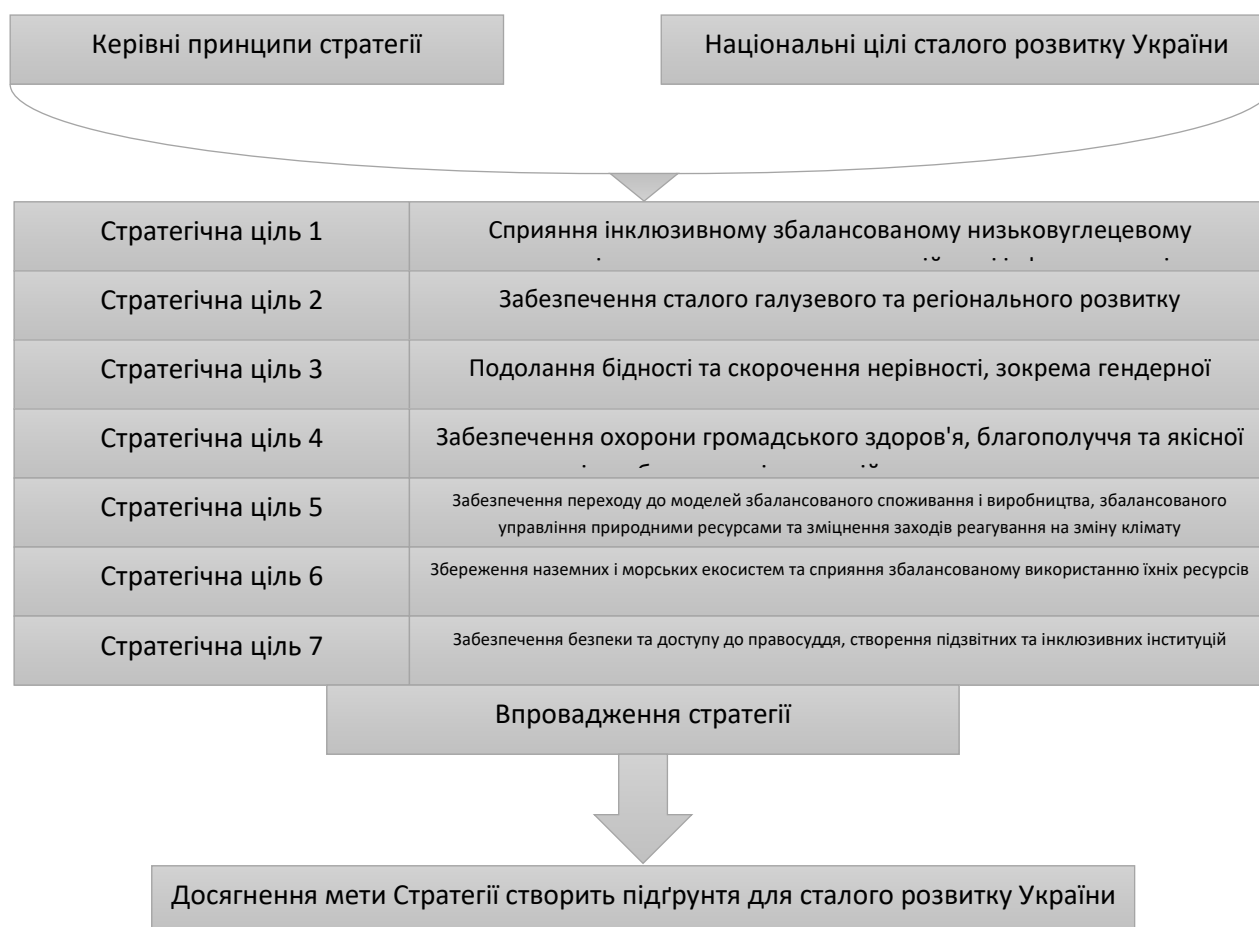 Керівні принципи стратегії
Національні цілі сталого розвитку України
Стратегічна ціль 1
Сприяння інклюзивному збалансованому низьковуглецевому
Стратегічна ціль 2
Забезпечення сталого галузевого та регіонального розвитку
Стратегічна ціль 3
Подолання бідності та скорочення нерівності, зокрема гендерної
Стратегічна ціль 4
Забезпечення охорони громадського здоров'я, благополуччя та якісної
Стратегічна ціль 5
Забезпечення переходу до моделей збалансованого споживання і виробництва, збалансованого
управління природними ресурсами та зміцнення заходів реагування на зміну клімату
Стратегічна ціль 6
Збереження наземних і морських екосистем та сприяння збалансованому використанню їхніх ресурсів
Стратегічна ціль 7
Забезпечення безпеки та доступу до правосуддя, створення підзвітних та інклюзивних інституцій
Впровадження стратегії
Досягнення мети Стратегії створить підґрунтя для сталого розвитку України